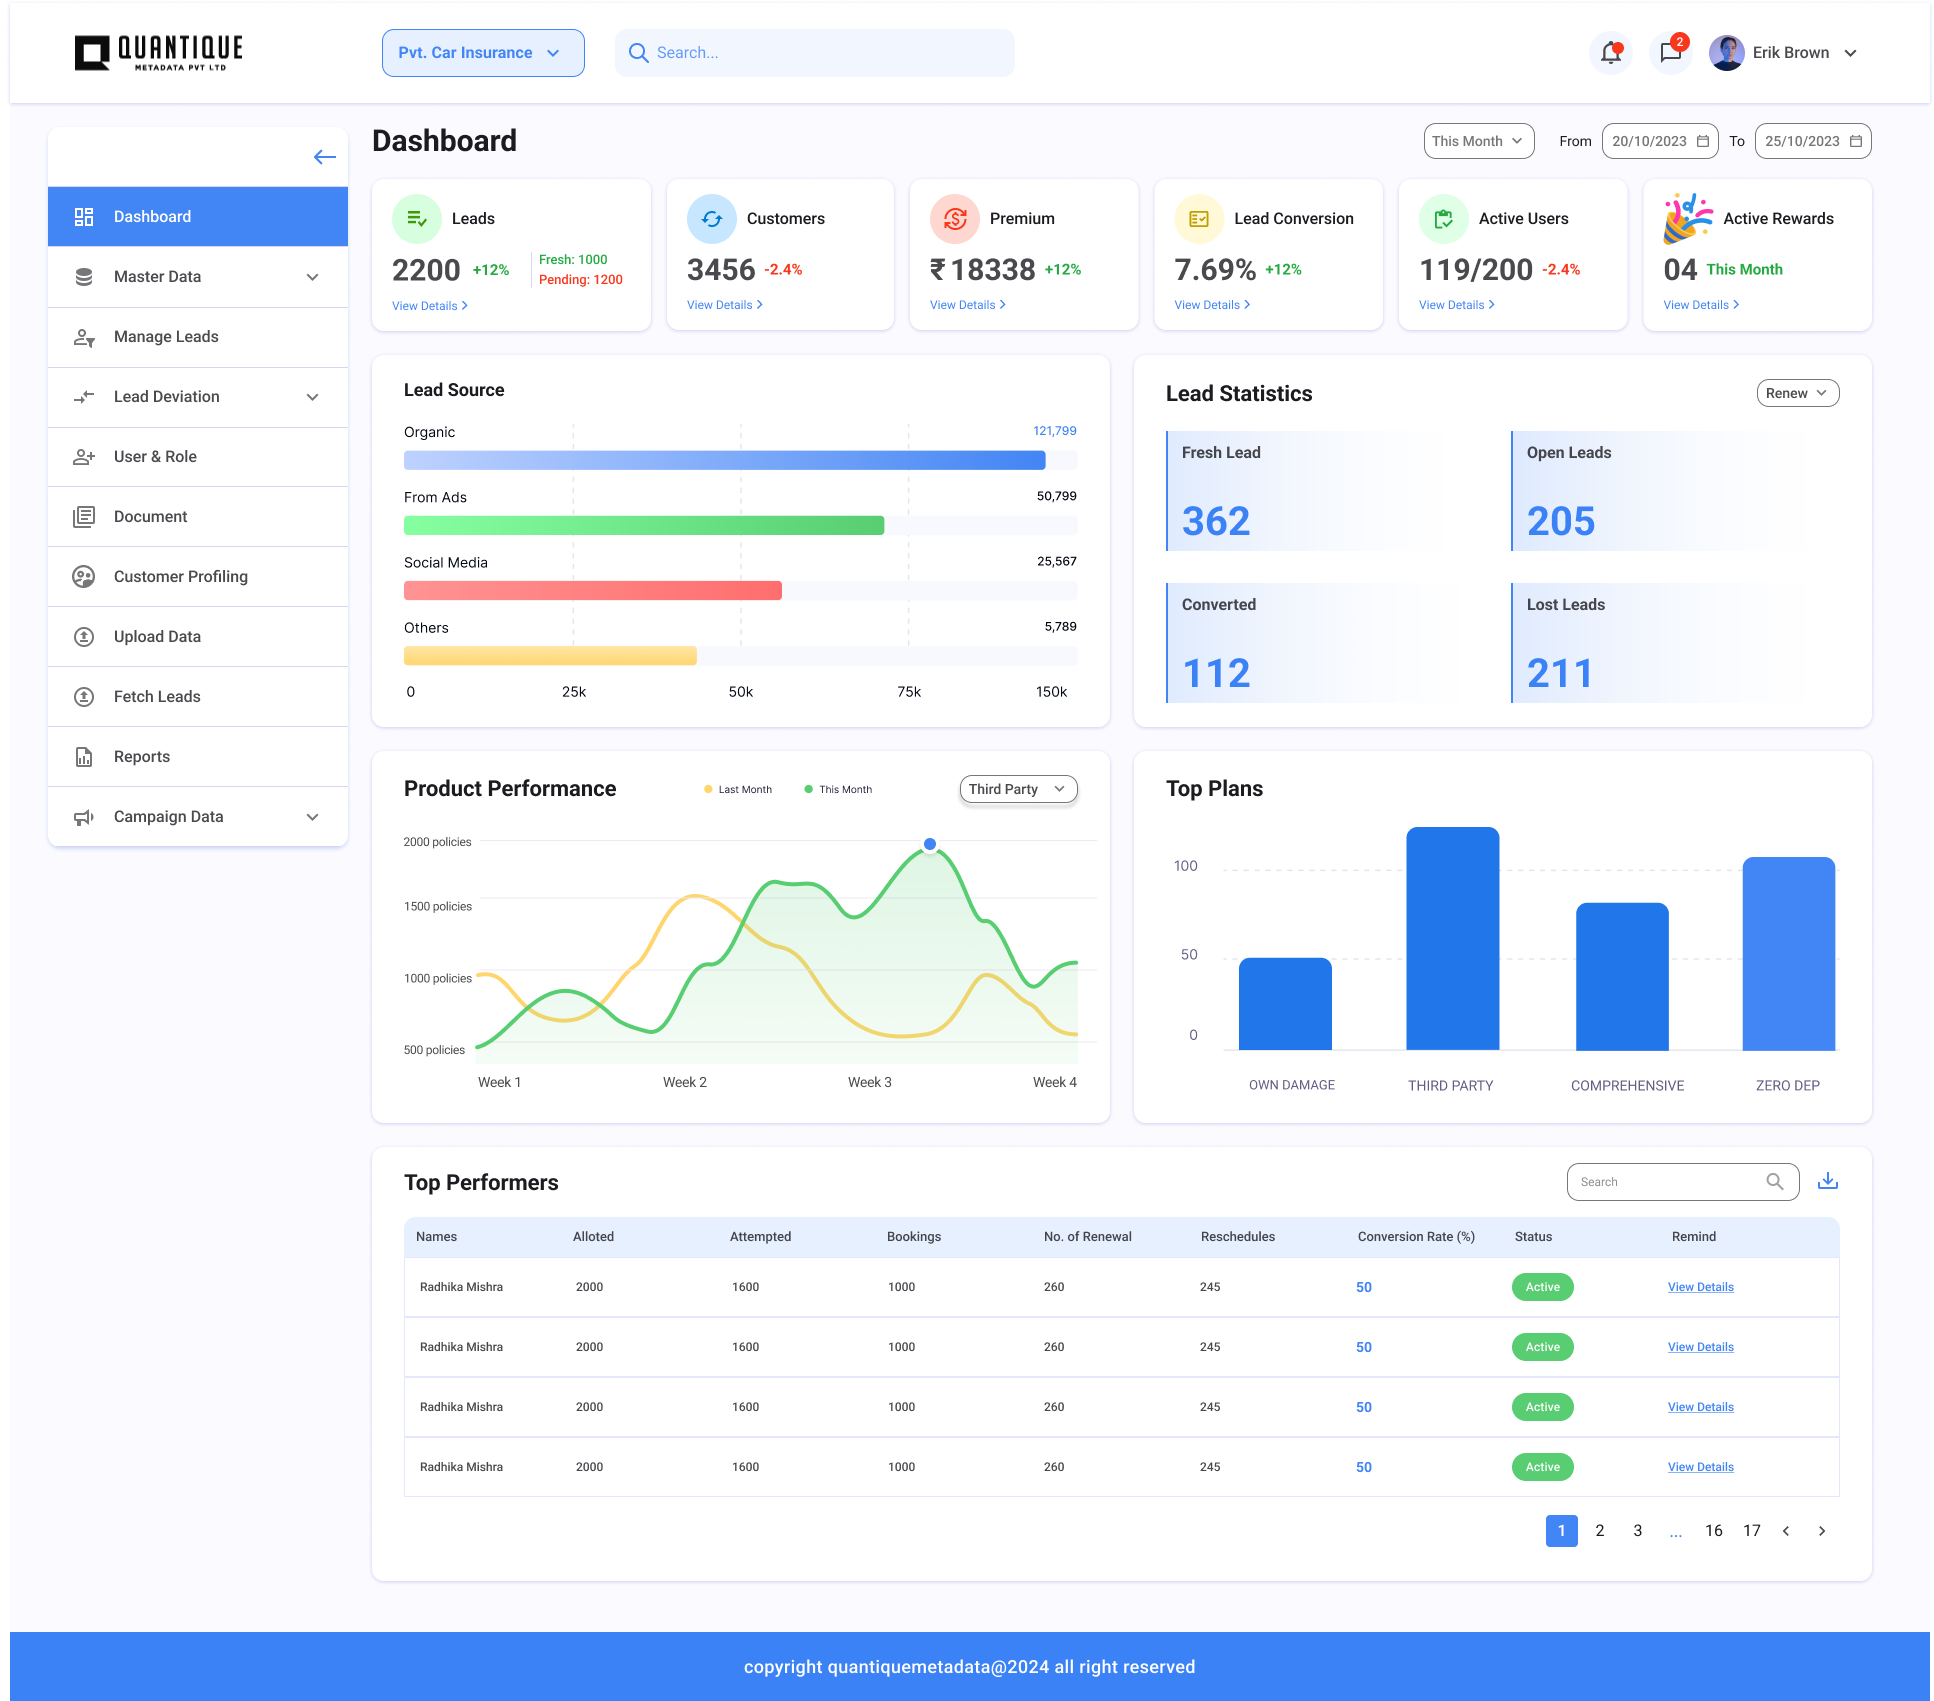 QUANTIQUE
METADATA PVT LTD
Pvt. Car Insurance
Search...
2
Erik Brown
Dashboard
Master Data
Manage Leads
Lead Deviation
User & Role
Document
Customer Profiling
Upload Data
Fetch Leads
Reports
Campaign Data
Dashboard
This Month
From 20/10/2023 To 25/10/2023
Leads
2200 +12%
Fresh: 1000
Pending: 1200
View Details
Customers
3456 -2.4%
View Details
Premium
₹ 18338 +12%
View Details
Lead Conversion
7.69% +12%
View Details
Active Users
119/200 -2.4%
View Details
Active Rewards
04 This Month
View Details
Lead Source
Organic 121,799
From Ads 50,799
Social Media 25,567
Others 5,789
0 25k 50k 75k 150k
Lead Statistics
Renew
Fresh Lead
362
Open Leads
205
Converted
112
Lost Leads
211
Product Performance
Last Month This Month
Third Party
2000 policies
1500 policies
1000 policies
500 policies
Week 1 Week 2 Week 3 Week 4
Top Plans
100
50
0
OWN DAMAGE THIRD PARTY COMPREHENSIVE ZERO DEP
Top Performers
Search
Names Alloted Attempted Bookings No. of Renewal Reschedules Conversion Rate (%) Status Remind
Radhika Mishra 2000 1600 1000 260 245 50 Active View Details
Radhika Mishra 2000 1600 1000 260 245 50 Active View Details
Radhika Mishra 2000 1600 1000 260 245 50 Active View Details
Radhika Mishra 2000 1600 1000 260 245 50 Active View Details
1 2 3 ... 16 17
copyright quantiquemetadata@2024 all right reserved